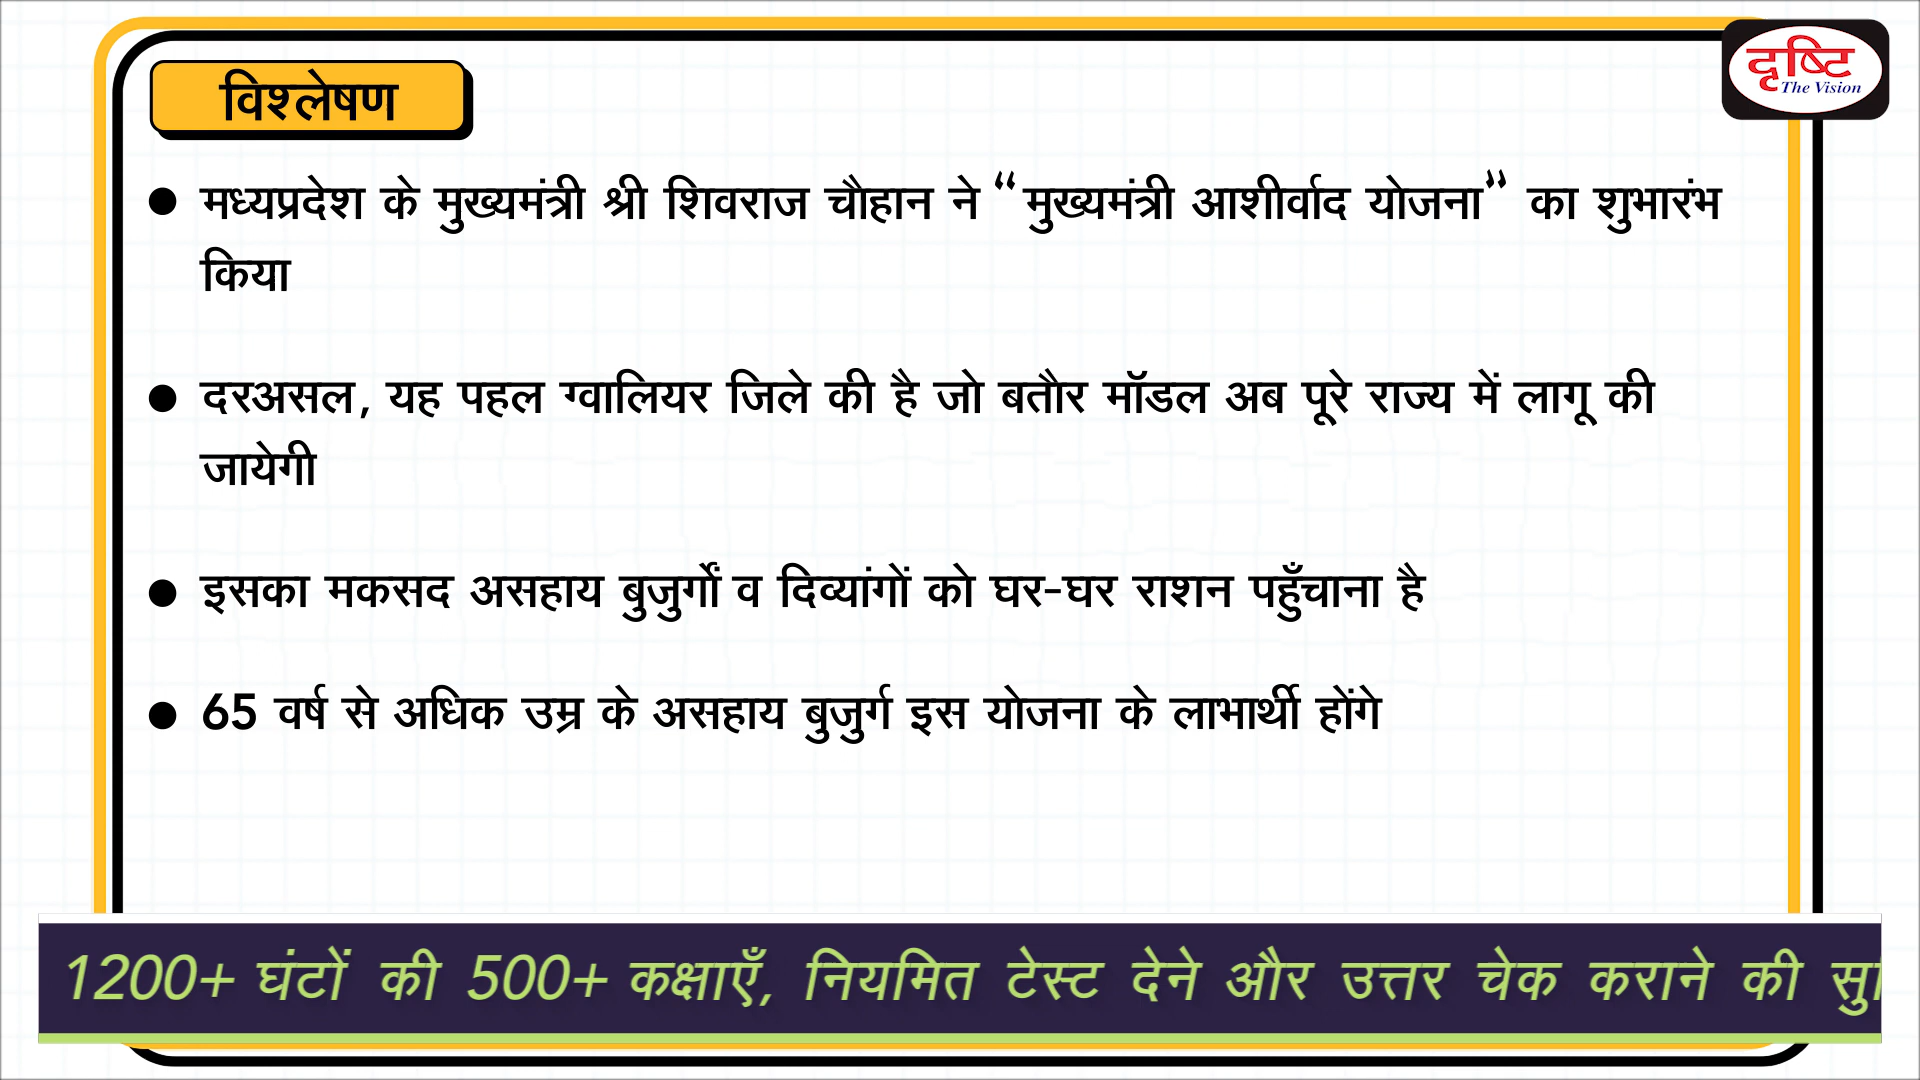 दृष्टि
The Vision
विश्लेषण
● मध्यप्रदेश के मुख्यमंत्री श्री शिवराज चौहान ने “मुख्यमंत्री आशीर्वाद योजना” का शुभारंभ
किया
● दरअसल, यह पहल ग्वालियर जिले की है जो बतौर मॉडल अब पूरे राज्य में लागू की
जायेगी
● इसका मकसद असहाय बुजुर्गों व दिव्यांगों को घर-घर राशन पहुँचाना है
● 65 वर्ष से अधिक उम्र के असहाय बुजुर्ग इस योजना के लाभार्थी होंगे
1200+ घंटों की 500+ कक्षाएँ, नियमित टेस्ट देने और उत्तर चेक कराने की